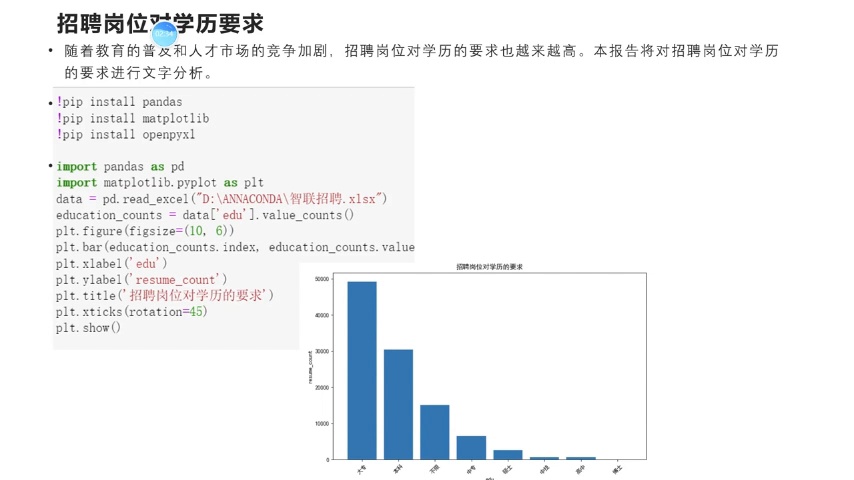 招聘岗位对学历要求
02:34
随着教育的普及和人才市场的竞争加剧，招聘岗位对学历的要求也越来越高。本报告将对招聘岗位对学历
的要求进行文字分析。
!pip install pandas
!pip install matplotlib
!pip install openpyxl
import pandas as pd
import matplotlib.pyplot as plt
data = pd.read_excel("D:\ANNACONDA\智联招聘.xlsx")
education_counts = data['edu'].value_counts()
plt.figure(figsize=(10, 6))
plt.bar(education_counts.index, education_counts.value
plt.xlabel('edu')
plt.ylabel('resume_count')
plt.title('招聘岗位对学历的要求')
plt.xticks(rotation=45)
plt.show()
招聘岗位对学历的要求
50000
40000
30000
20000
10000
0
resume_count
大专
本科
不限
中专
硕士
中技
高中
博士